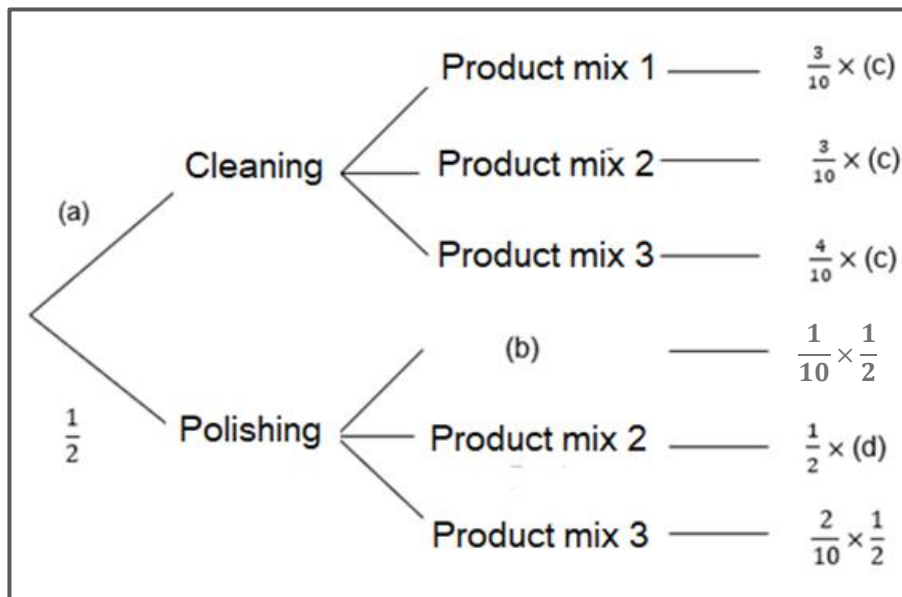 Product mix 1 3/10 × (c)
Cleaning Product mix 2 3/10 × (c)
(a)
Product mix 3 4/10 × (c)
(b) 1/10 × 1/2
1/2 Polishing Product mix 2 1/2 × (d)
Product mix 3 2/10 × 1/2